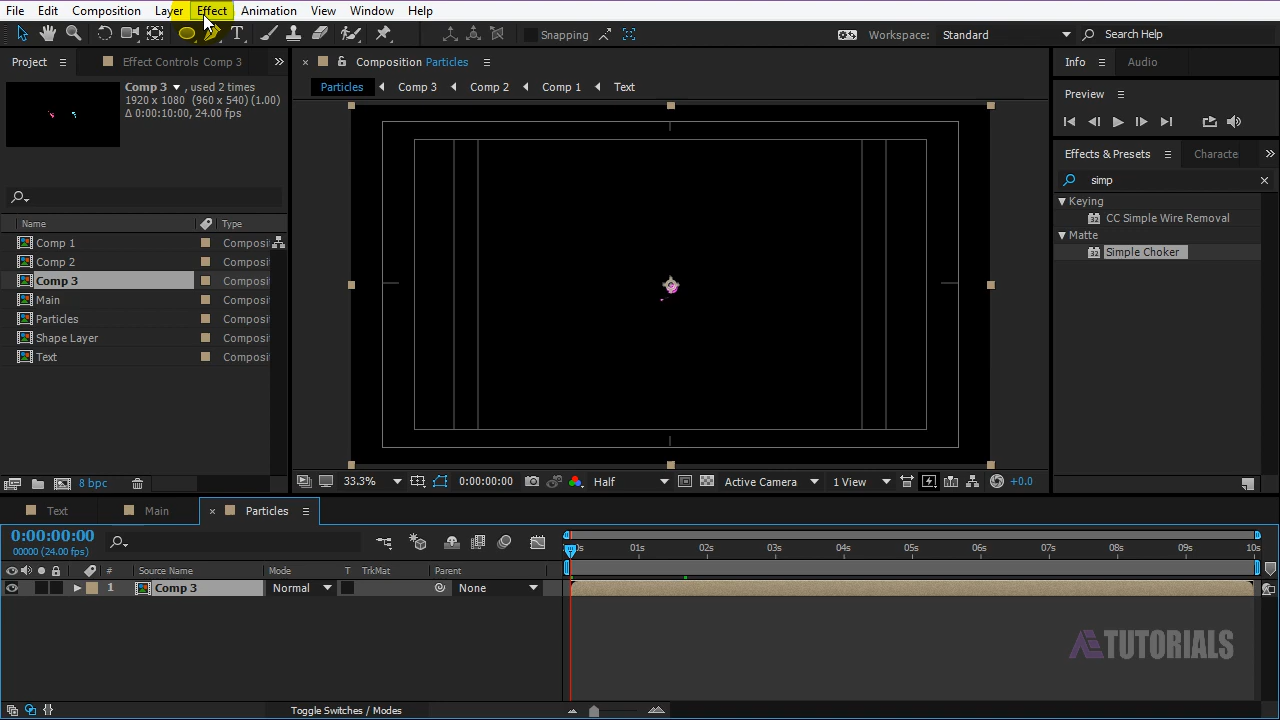 File Edit Composition Layer Effect Animation View Window Help
Snapping Workspace: Standard Search Help
Project Effect Controls Comp 3
Comp 3 , used 2 times
1920 x 1080 (960 x 540) (1.00)
Δ 0:00:10:00, 24.00 fps
Name Type
Comp 1 Composit
Comp 2 Composit
Comp 3 Composit
Main Composit
Particles Composit
Shape Layer Composit
Text Composit
8 bpc
Composition Particles
Particles Comp 3 Comp 2 Comp 1 Text
33.3% 0:00:00:00 Half Active Camera 1 View +0.0
Info Audio
Preview
Effects & Presets Characte
simp
Keying
32 CC Simple Wire Removal
Matte
32 Simple Choker
Text Main Particles
0:00:00:00
00000 (24.00 fps)
# Source Name Mode T TrkMat Parent
1 Comp 3 Normal None
01s 02s 03s 04s 05s 06s 07s 08s 09s 10s
AETUTORIALS
Toggle Switches / Modes